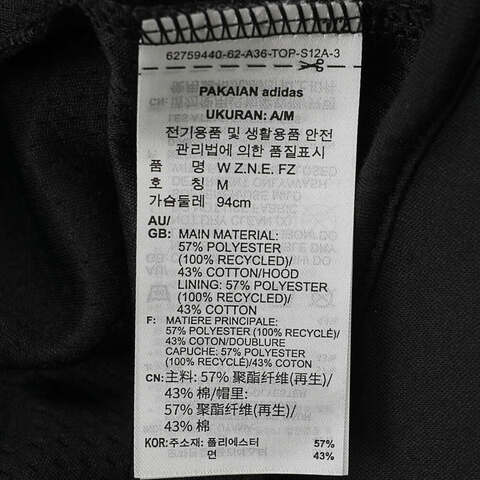 62759440-62-A36-TOP-S12A-3
PAKAIAN adidas
UKURAN: A/M
전기용품 및 생활용품 안전
관리법에 의한 품질표시
품 명 W Z.N.E. FZ
호 칭 M
가슴둘레 94cm
AU/
GB: MAIN MATERIAL:
57% POLYESTER
(100% RECYCLED)/
43% COTTON/HOOD
LINING: 57% POLYESTER
(100% RECYCLED)/
43% COTTON
F: MATIERE PRINCIPALE:
57% POLYESTER (100% RECYCLÉ)/
43% COTON/DOUBLURE
CAPUCHE: 57% POLYESTER
(100% RECYCLÉ)/43% COTON
CN: 主料: 57% 聚酯纤维(再生)/
43% 棉/帽里:
57% 聚酯纤维(再生)/
43% 棉
KOR: 주소재: 폴리에스터 57%
면 43%